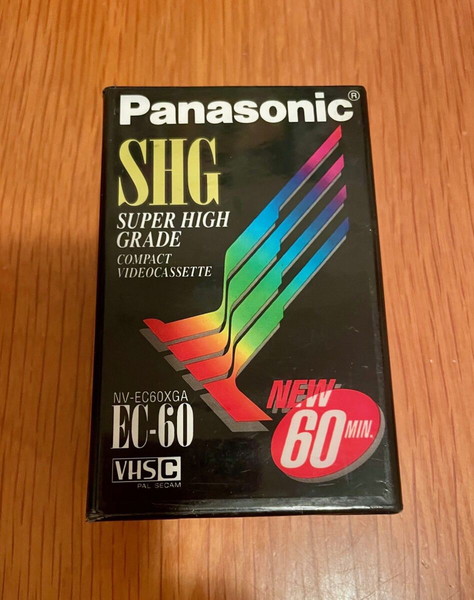 Panasonic®
SHG
SUPER HIGH
GRADE
COMPACT
VIDEOCASSETTE
NV-EC60XGA
EC-60
VHS C
PAL SECAM
NEW
60 MIN.